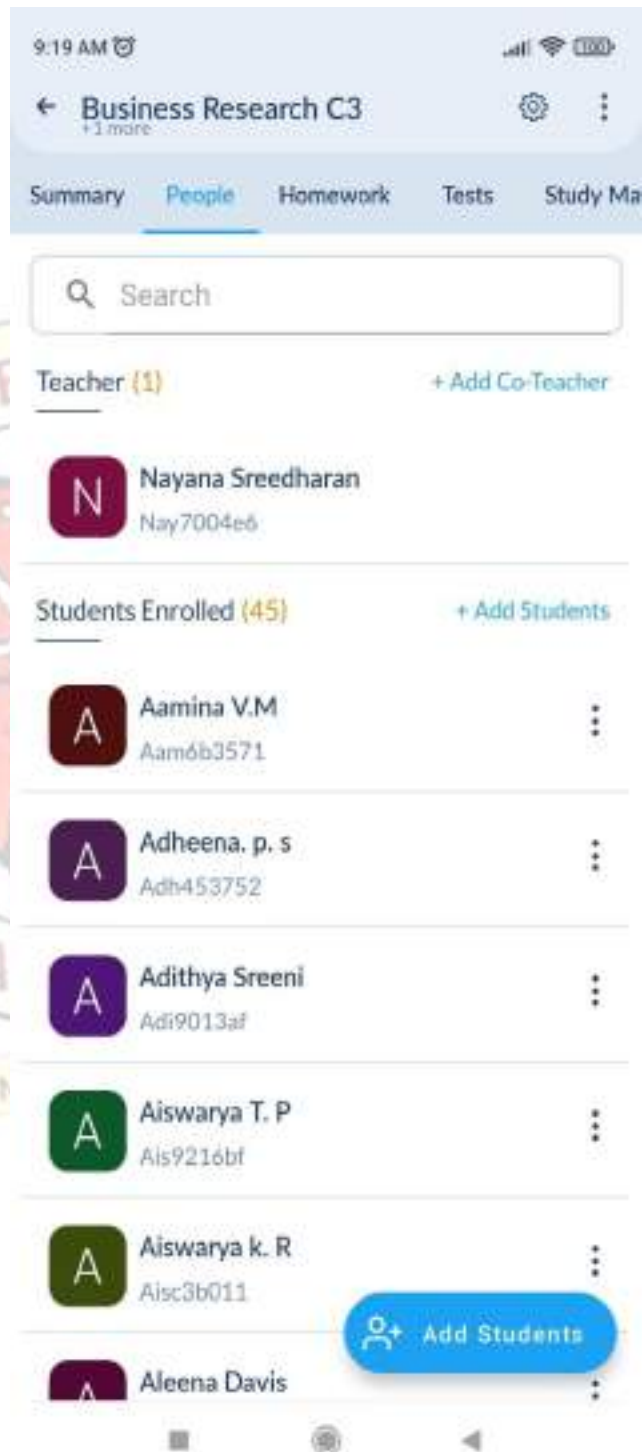 9:19 AM
100
Business Research C3
+1 more
Summary People Homework Tests Study Ma
Search
Teacher (1) + Add Co-Teacher
N
Nayana Sreedharan
Nay7004e6
Students Enrolled (45) + Add Students
A
Aamina V.M
Aam6b3571
A
Adheena. p. s
Adh453752
A
Adithya Sreeni
Adi9013af
A
Aiswarya T. P
Ais9216bf
A
Aiswarya k. R
Aisc3b011
Add Students
A
Aleena Davis